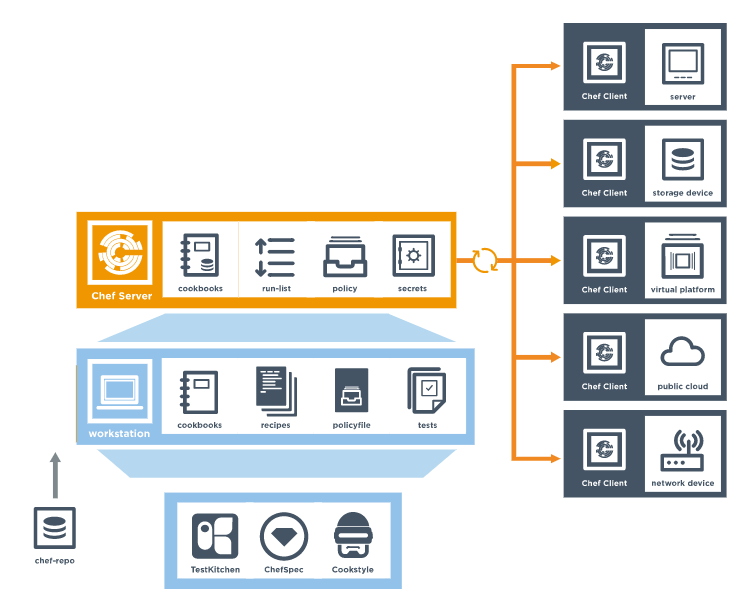 Chef Client
server
Chef Client
storage device
Chef Server
cookbooks
run-list
policy
secrets
Chef Client
virtual platform
Chef Client
public cloud
workstation
cookbooks
recipes
policyfile
tests
Chef Client
network device
chef-repo
TestKitchen
ChefSpec
Cookstyle